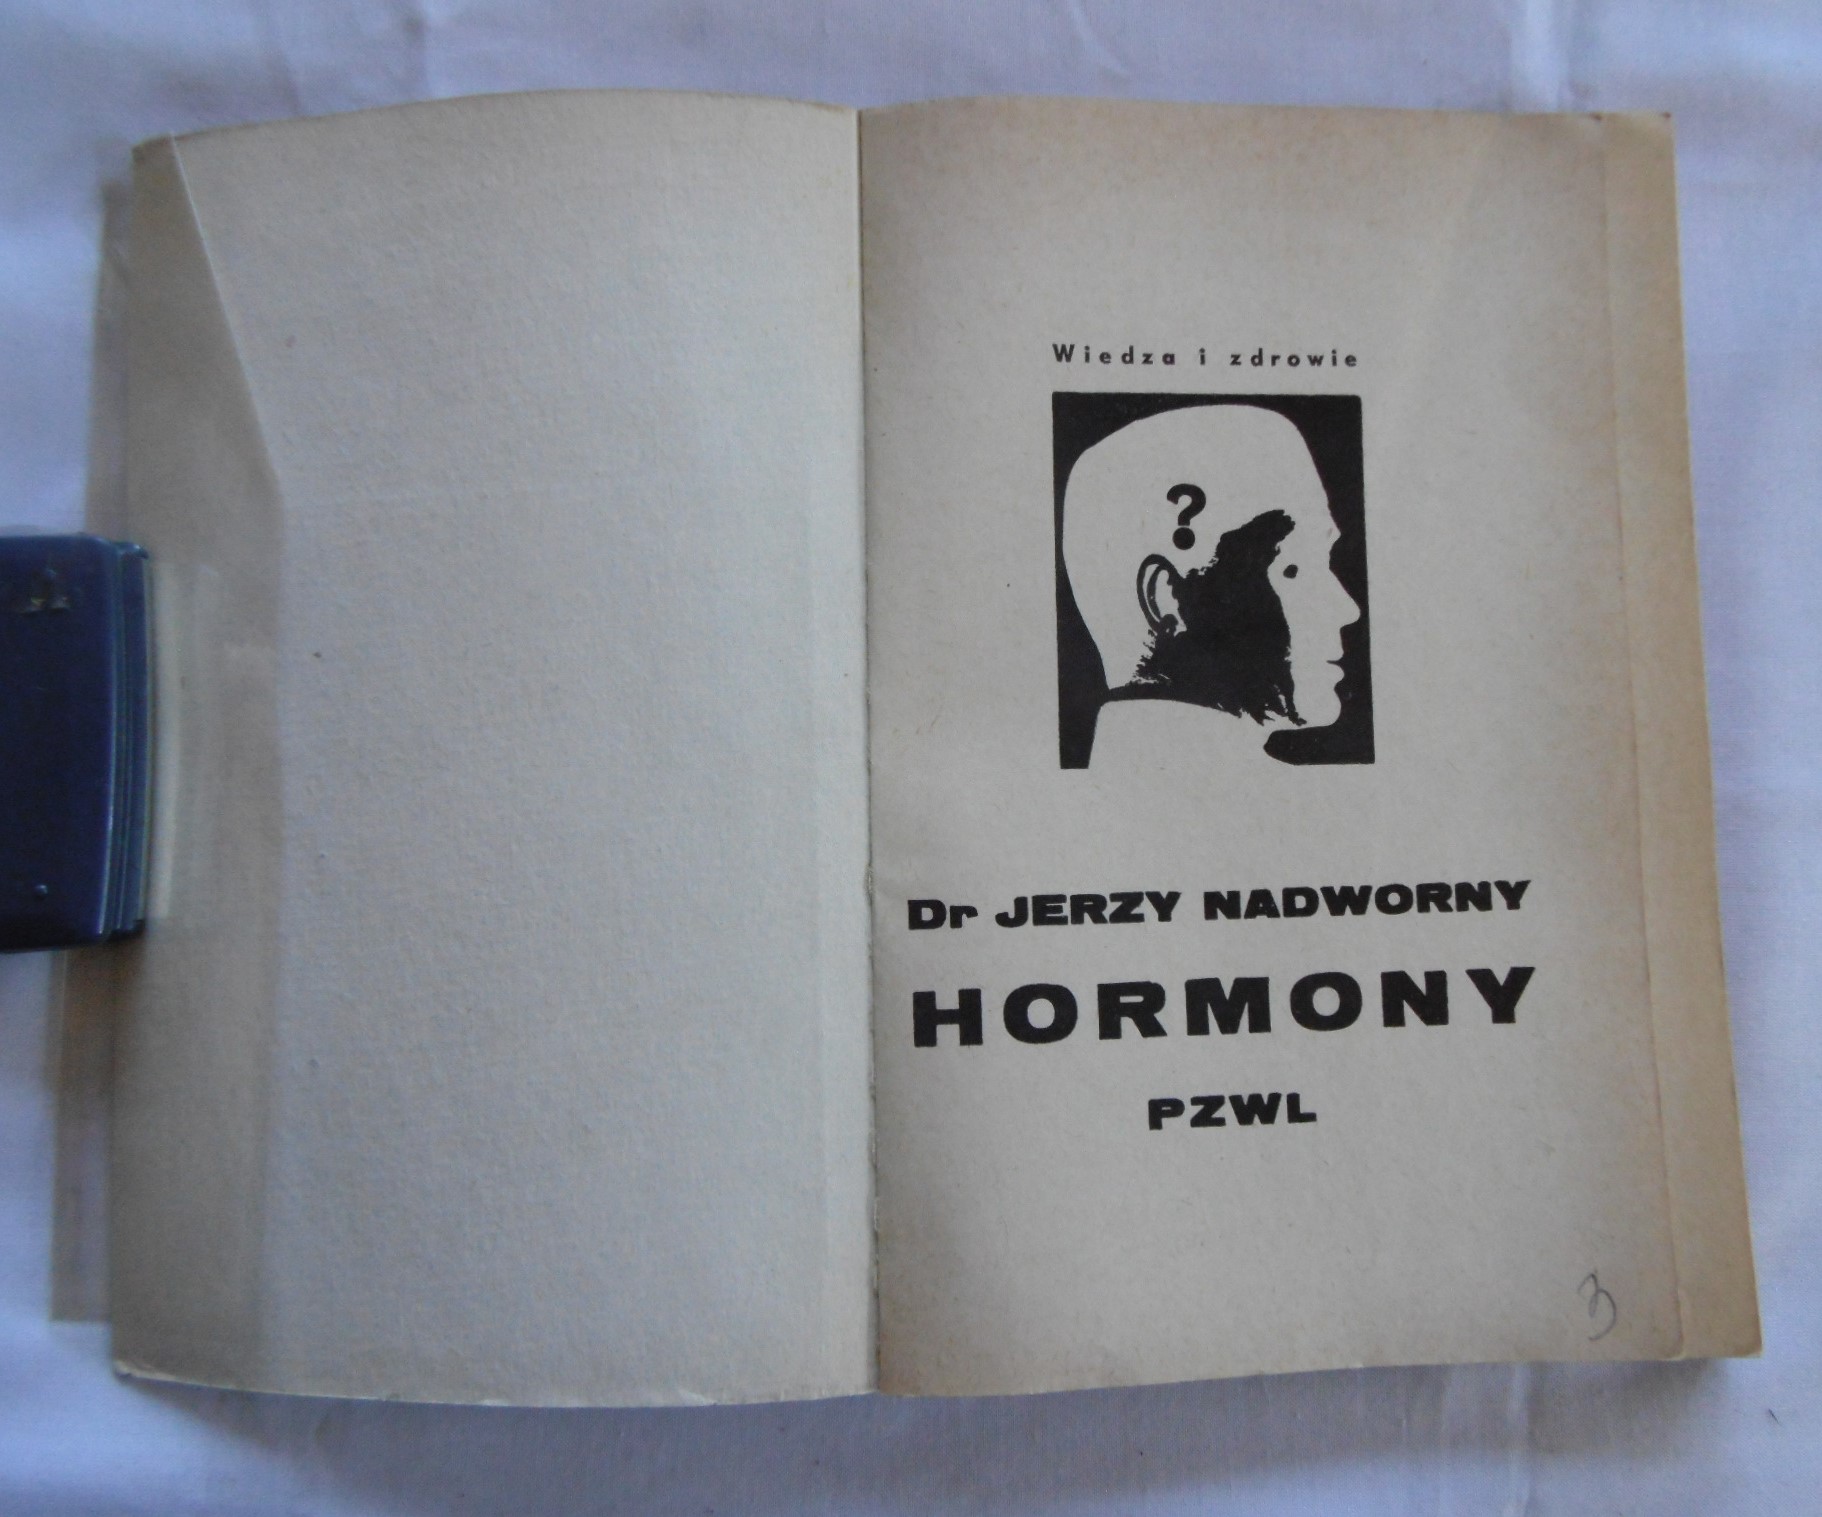 Wiedza i zdrowie
?
Dr JERZY NADWORNY
HORMONY
PZWL
3